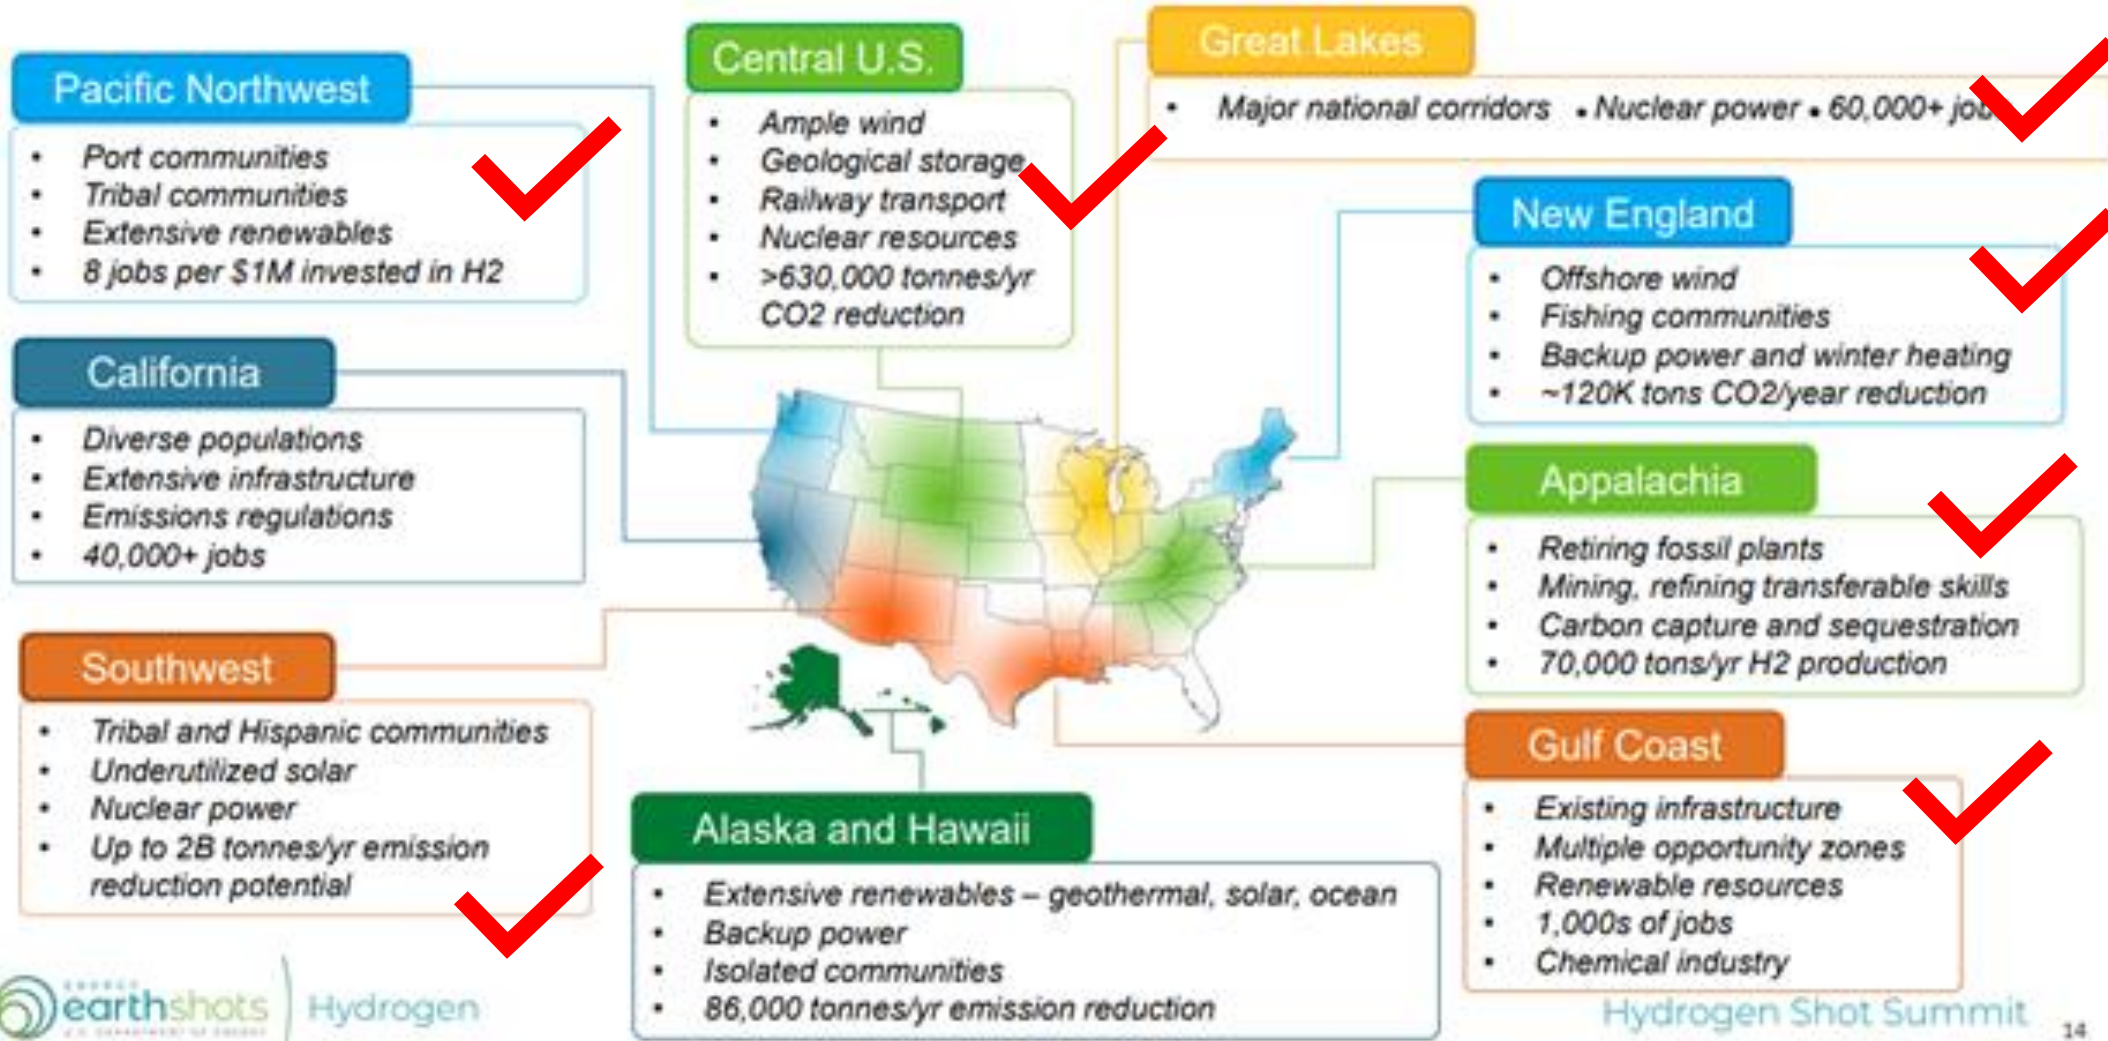 Pacific Northwest
• Port communities
• Tribal communities
• Extensive renewables
• 8 jobs per $1M invested in H2
Central U.S.
• Ample wind
• Geological storage
• Railway transport
• Nuclear resources
• >630,000 tonnes/yr
CO2 reduction
Great Lakes
• Major national corridors • Nuclear power • 60,000+ jobs
New England
• Offshore wind
• Fishing communities
• Backup power and winter heating
• ~120K tons CO2/year reduction
California
• Diverse populations
• Extensive infrastructure
• Emissions regulations
• 40,000+ jobs
Appalachia
• Retiring fossil plants
• Mining, refining transferable skills
• Carbon capture and sequestration
• 70,000 tons/yr H2 production
Southwest
• Tribal and Hispanic communities
• Underutilized solar
• Nuclear power
• Up to 2B tonnes/yr emission
reduction potential
Alaska and Hawaii
• Extensive renewables – geothermal, solar, ocean
• Backup power
• Isolated communities
• 86,000 tonnes/yr emission reduction
Gulf Coast
• Existing infrastructure
• Multiple opportunity zones
• Renewable resources
• 1,000s of jobs
• Chemical industry
earthshots
U.S. DEPARTMENT OF ENERGY
Hydrogen
Hydrogen Shot Summit
14